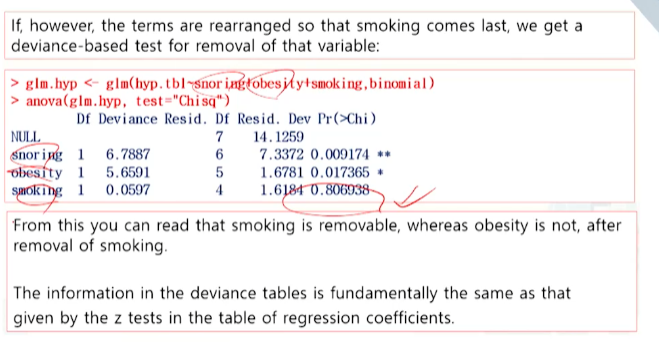 If, however, the terms are rearranged so that smoking comes last, we get a
deviance-based test for removal of that variable:
> glm.hyp <- glm(hyp.tbl~snoring+obesity+smoking,binomial)
> anova(glm.hyp, test="Chisq")
Df Deviance Resid. Df Resid. Dev Pr(>Chi)
NULL 7 14.1259
snoring 1 6.7887 6 7.3372 0.009174 **
obesity 1 5.6591 5 1.6781 0.017365 *
smoking 1 0.0597 4 1.6184 0.806938
From this you can read that smoking is removable, whereas obesity is not, after
removal of smoking.
The information in the deviance tables is fundamentally the same as that
given by the z tests in the table of regression coefficients.